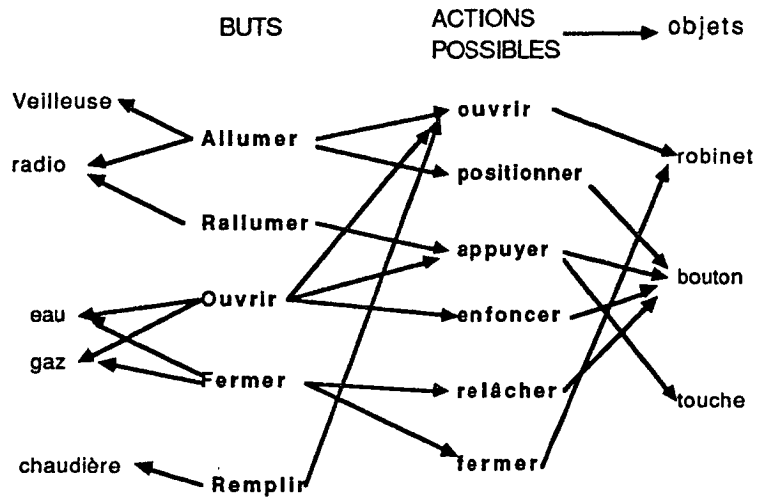 BUTS
ACTIONS
POSSIBLES
objets
Veilleuse
radio
eau
gaz
chaudière
Allumer
Rallumer
Ouvrir
Fermer
Remplir
ouvrir
positionner
appuyer
enfoncer
relâcher
fermer
robinet
bouton
touche